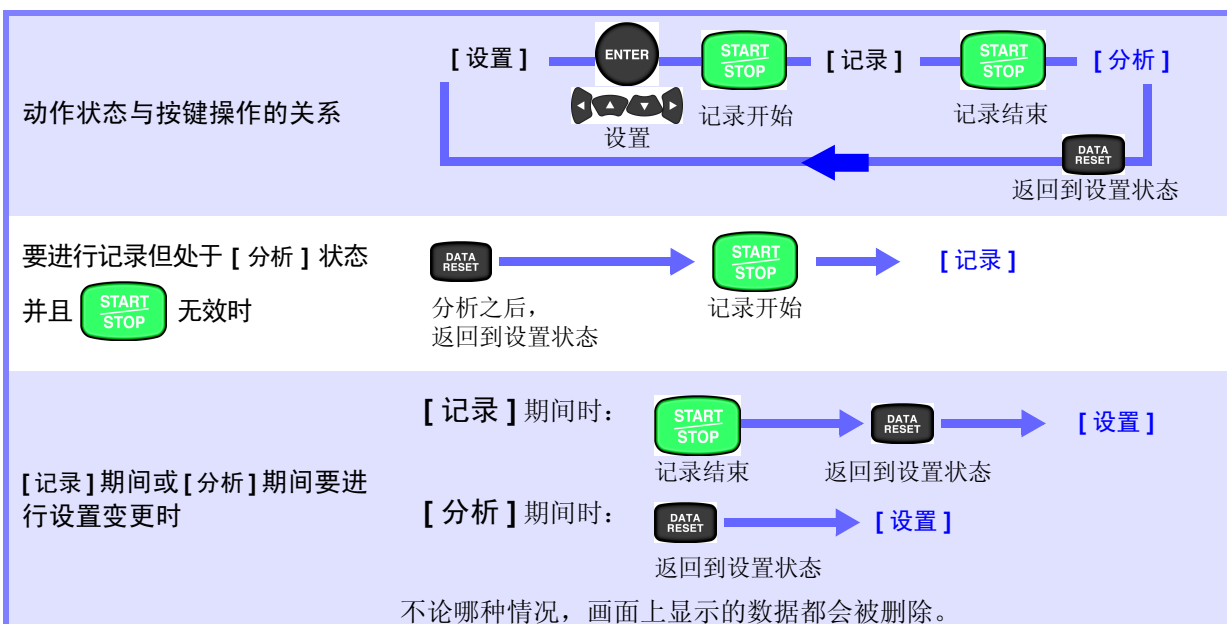 [ 设置 ] ENTER START STOP [ 记录 ] START STOP [ 分析 ]
动作状态与按键操作的关系
设置
记录开始
记录结束
DATA RESET
返回到设置状态
要进行记录但处于 [ 分析 ] 状态
并且 START STOP 无效时
DATA RESET
START STOP
[ 记录 ]
分析之后，
返回到设置状态
记录开始
[记录]期间或[分析]期间要进
行设置变更时
[ 记录 ] 期间时：
START STOP
DATA RESET
[ 设置 ]
记录结束
返回到设置状态
[ 分析 ] 期间时：
DATA RESET
[ 设置 ]
返回到设置状态
不论哪种情况，画面上显示的数据都会被删除。